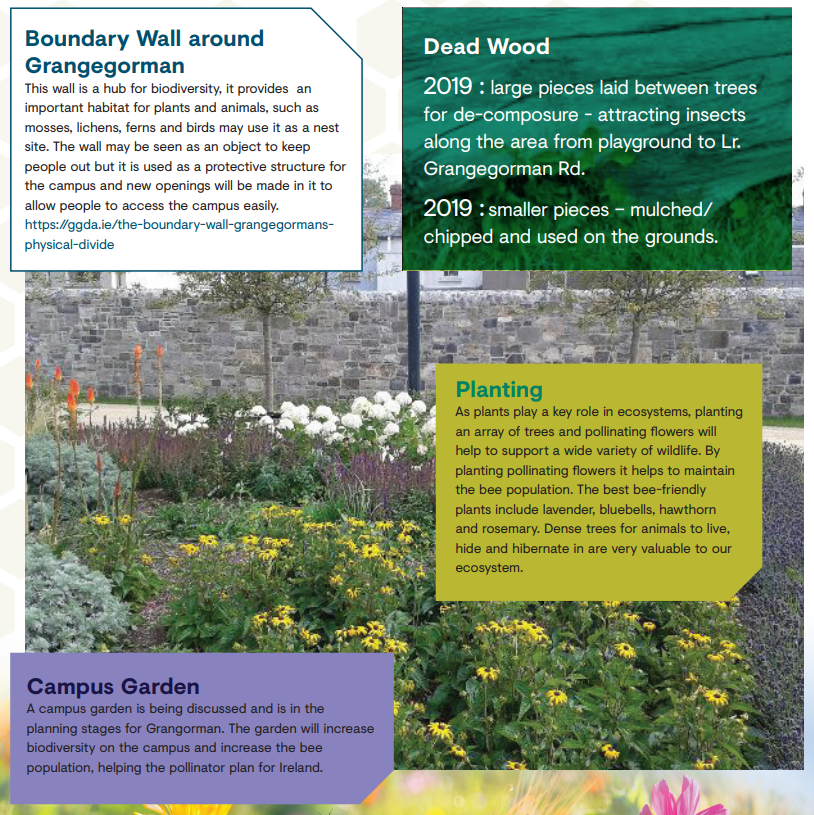 Boundary Wall around
Grangegorman
This wall is a hub for biodiversity, it provides  an
important habitat for plants and animals, such as
mosses, lichens, ferns and birds may use it as a nest
site. The wall may be seen as an object to keep
people out but it is used as a protective structure for
the campus and new openings will be made in it to
allow people to access the campus easily.
https://ggda.ie/the-boundary-wall-grangegormans-
physical-divide
Dead Wood
2019 : large pieces laid between trees
for de-composure - attracting insects
along the area from playground to Lr.
Grangegorman Rd.
2019 : smaller pieces – mulched/
chipped and used on the grounds.
Planting
As plants play a key role in ecosystems, planting
an array of trees and pollinating flowers will
help to support a wide variety of wildlife. By
planting pollinating flowers it helps to maintain
the bee population. The best bee-friendly
plants include lavender, bluebells, hawthorn
and rosemary. Dense trees for animals to live,
hide and hibernate in are very valuable to our
ecosystem.
Campus Garden
A campus garden is being discussed and is in the
planning stages for Grangorman. The garden will increase
biodiversity on the campus and increase the bee
population, helping the pollinator plan for Ireland.